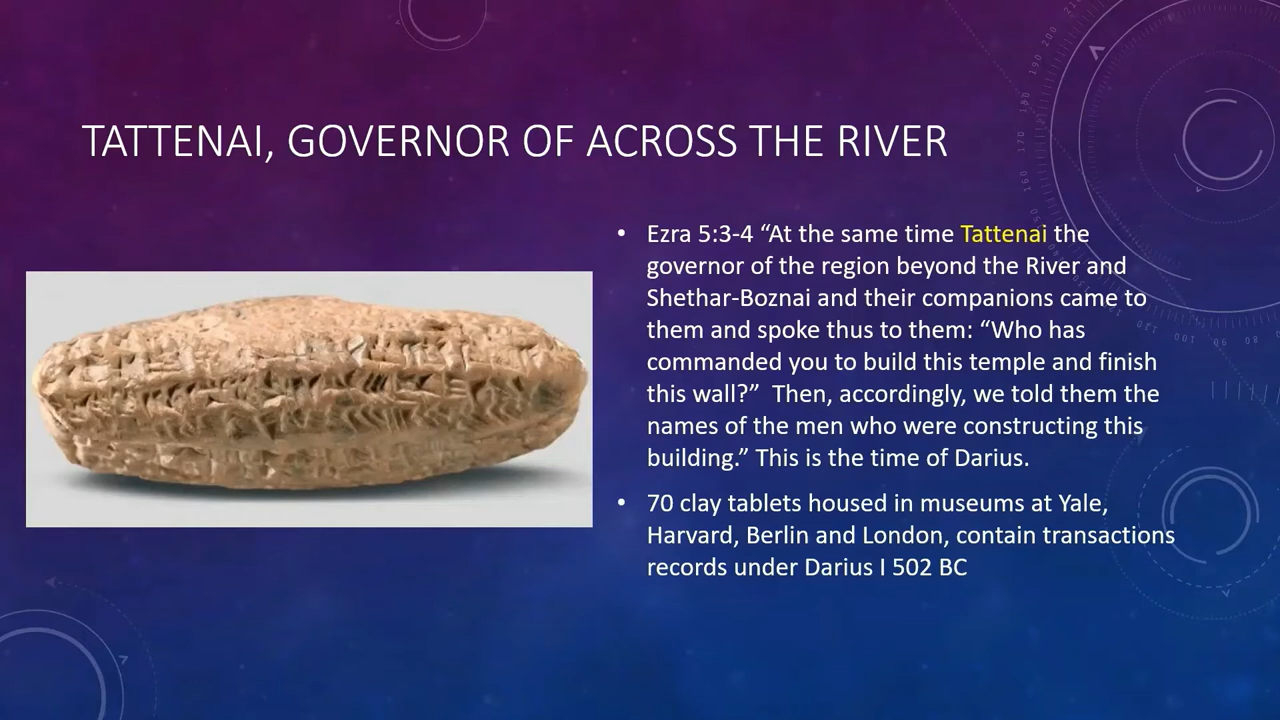 TATTENAI, GOVERNOR OF ACROSS THE RIVER
• Ezra 5:3-4 “At the same time Tattenai the
governor of the region beyond the River and
Shethar-Boznai and their companions came to
them and spoke thus to them: “Who has
commanded you to build this temple and finish
this wall?”  Then, accordingly, we told them the
names of the men who were constructing this
building.” This is the time of Darius.
• 70 clay tablets housed in museums at Yale,
Harvard, Berlin and London, contain transactions
records under Darius I 502 BC